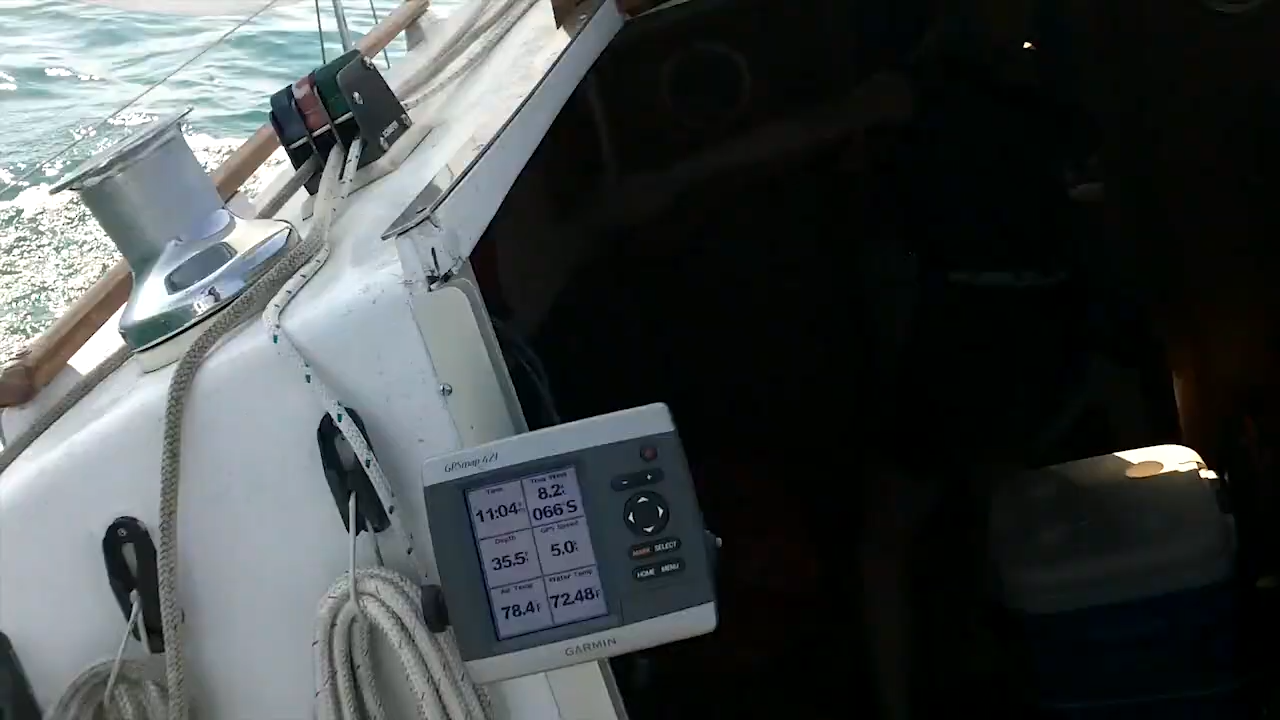 GPSmap 421
Time
True Wind
11:04
8.2
066°S
Depth
GPS Speed
35.5
5.0
Air Temp
Water Temp
78.4°F
72.48°F
- +
MARK SELECT
HOME MENU
GARMIN